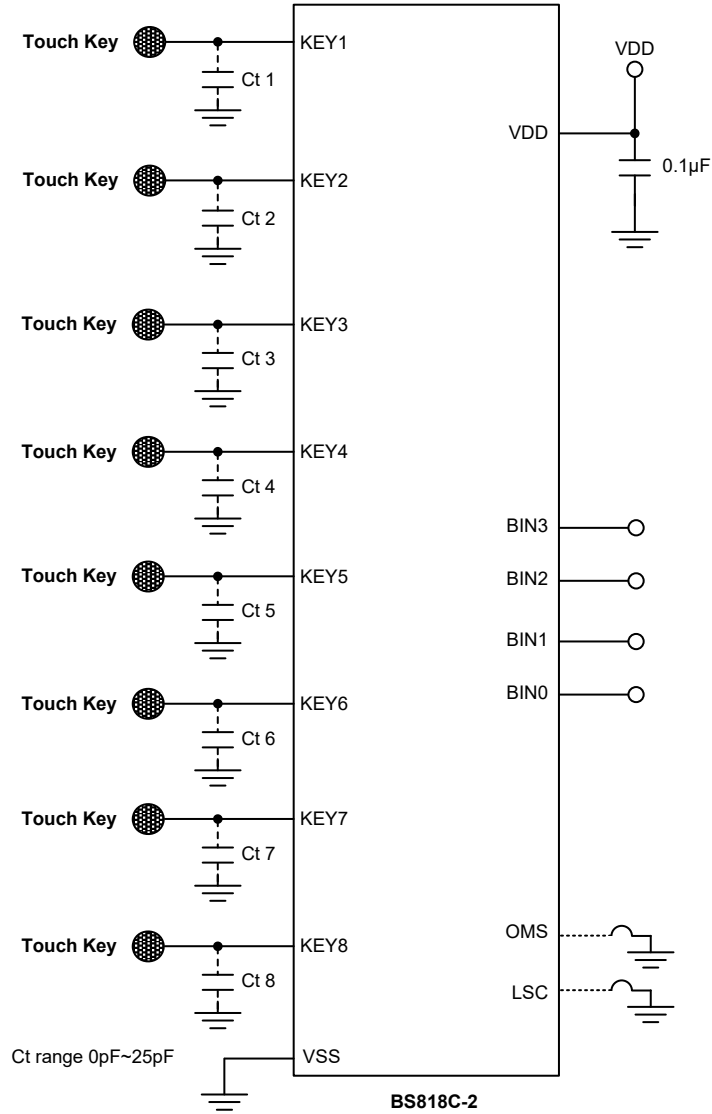 Touch Key
KEY1
Ct 1
VDD
VDD
0.1µF
Touch Key
KEY2
Ct 2
Touch Key
KEY3
Ct 3
Touch Key
KEY4
Ct 4
BIN3
Touch Key
KEY5
BIN2
Ct 5
BIN1
Touch Key
KEY6
BIN0
Ct 6
Touch Key
KEY7
Ct 7
Touch Key
KEY8
OMS
Ct 8
LSC
Ct range 0pF~25pF
VSS
BS818C-2